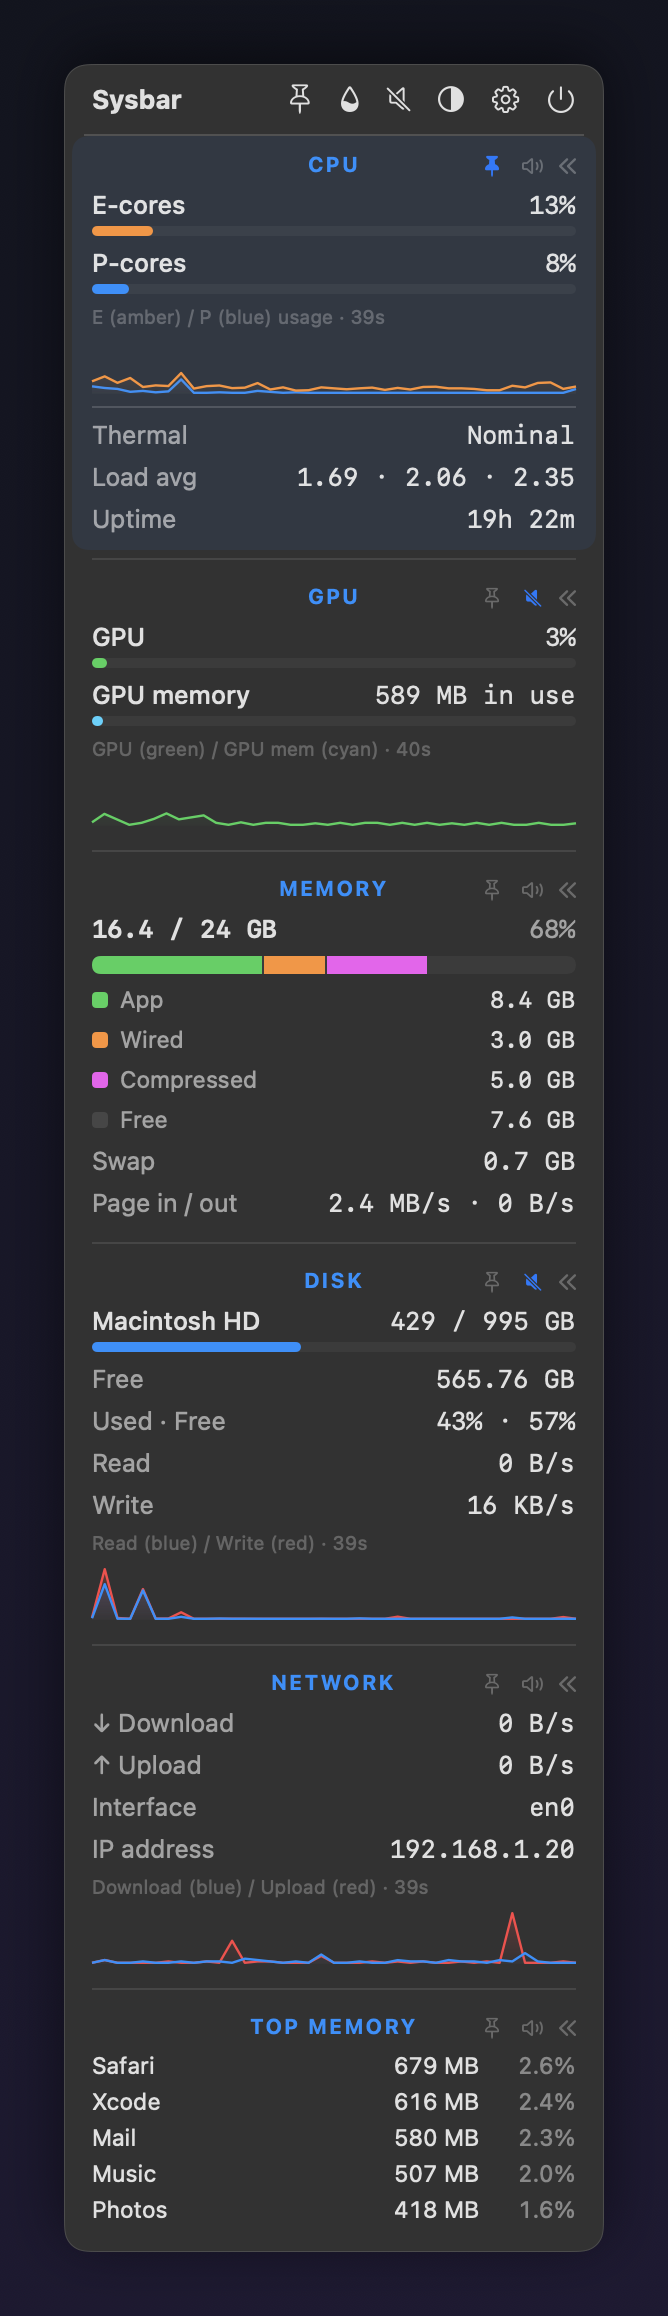 Sysbar
CPU
E-cores 13%
P-cores 8%
E (amber) / P (blue) usage · 39s
Thermal Nominal
Load avg 1.69 · 2.06 · 2.35
Uptime 19h 22m
GPU
GPU 3%
GPU memory 589 MB in use
GPU (green) / GPU mem (cyan) · 40s
MEMORY
16.4 / 24 GB 68%
App 8.4 GB
Wired 3.0 GB
Compressed 5.0 GB
Free 7.6 GB
Swap 0.7 GB
Page in / out 2.4 MB/s · 0 B/s
DISK
Macintosh HD 429 / 995 GB
Free 565.76 GB
Used · Free 43% · 57%
Read 0 B/s
Write 16 KB/s
Read (blue) / Write (red) · 39s
NETWORK
↓ Download 0 B/s
↑ Upload 0 B/s
Interface en0
IP address 192.168.1.20
Download (blue) / Upload (red) · 39s
TOP MEMORY
Safari 679 MB 2.6%
Xcode 616 MB 2.4%
Mail 580 MB 2.3%
Music 507 MB 2.0%
Photos 418 MB 1.6%